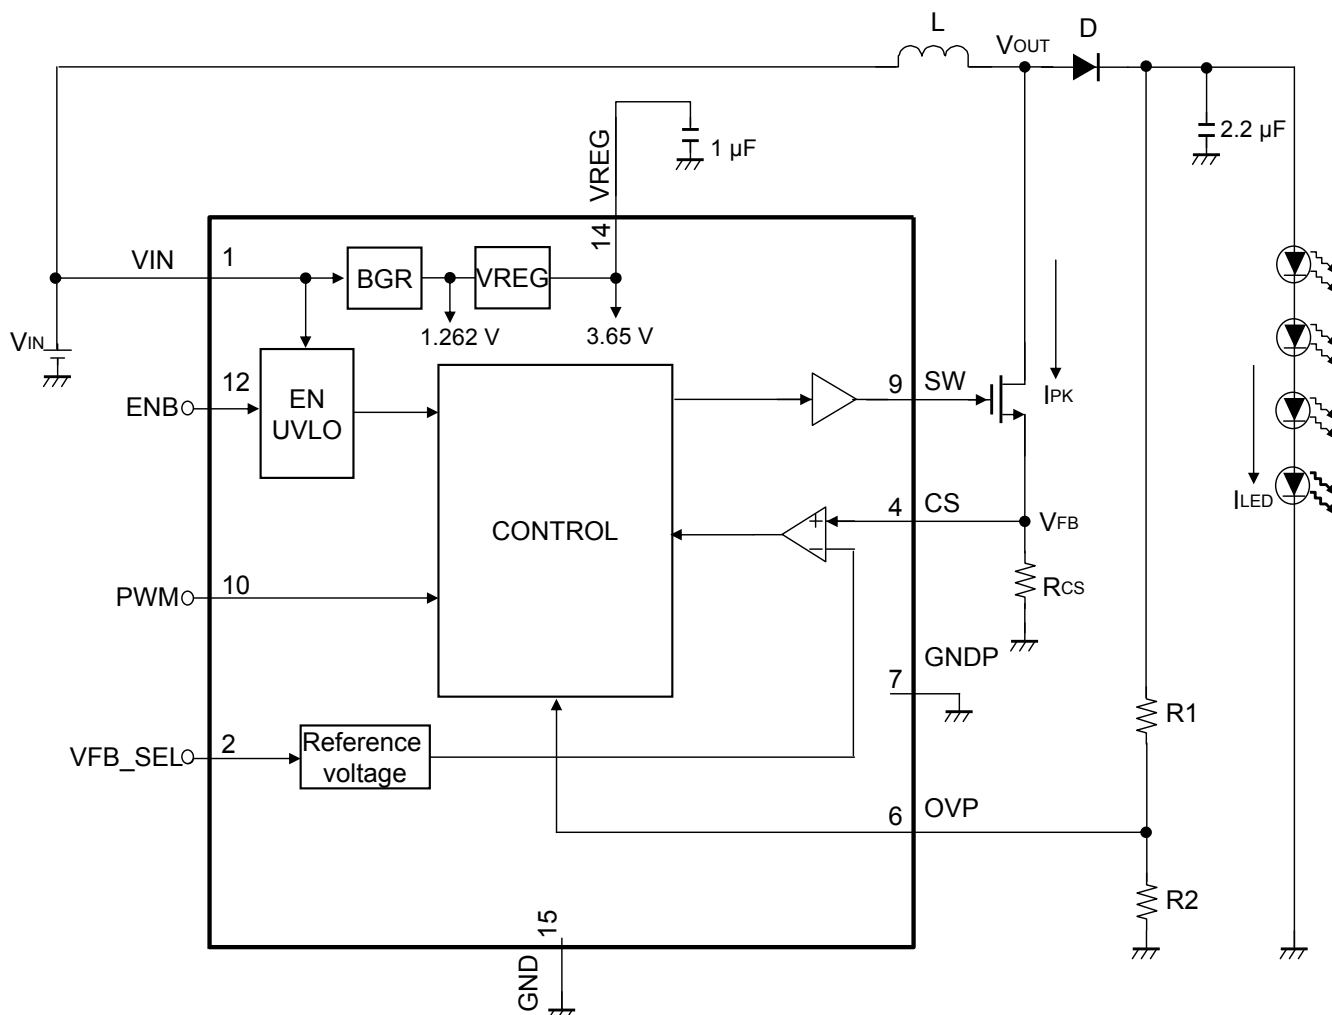 L
VOUT
D
2.2 µF
1 µF
VREG
14
VIN
1
BGR
VREG
1.262 V
3.65 V
VIN
12
ENB
EN
UVLO
9
SW
IPK
ILED
CONTROL
4
CS
VFB
RCS
PWM
10
GNDP
7
R1
VFB_SEL
2
Reference
voltage
OVP
6
R2
15
GND